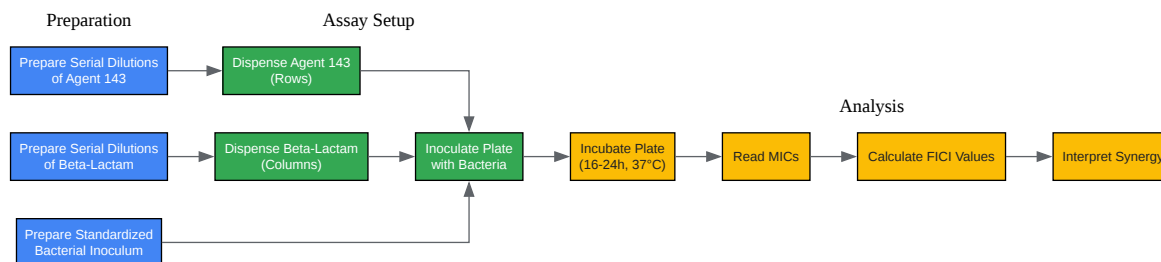 Preparation
Assay Setup
Prepare Serial Dilutions
of Agent 143
Dispense Agent 143
(Rows)
Analysis
Prepare Serial Dilutions
of Beta-Lactam
Dispense Beta-Lactam
(Columns)
Inoculate Plate
with Bacteria
Incubate Plate
(16-24h, 37°C)
Read MICs
Calculate FICI Values
Interpret Synergy
Prepare Standardized
Bacterial Inoculum